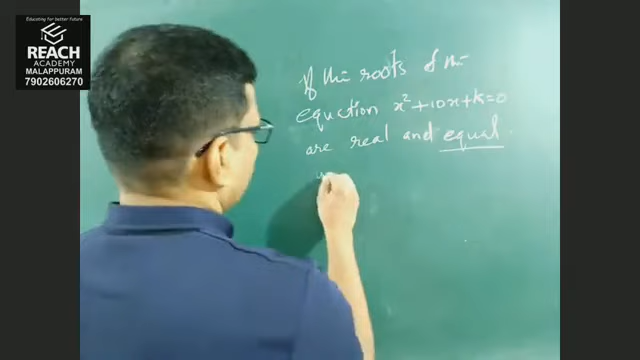 Educating for better future
REACH
ACADEMY
MALAPPURAM
7902606270
If the roots of the
equation x² + 10x + k = 0
are real and equal